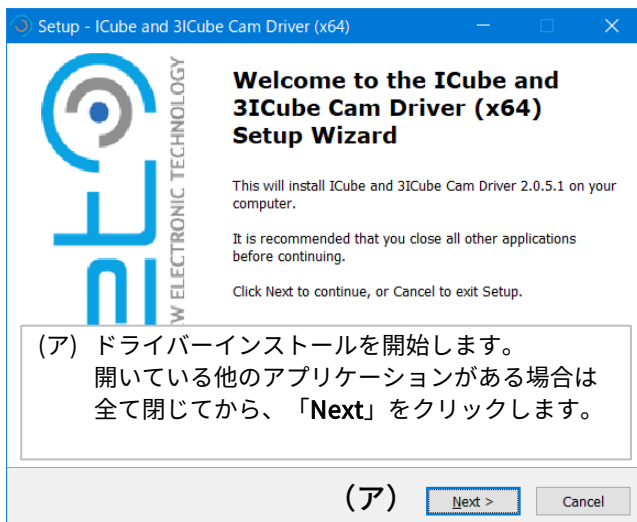 Setup - ICube and 3ICube Cam Driver (x64)
NEW ELECTRONIC TECHNOLOGY
Welcome to the ICube and
3ICube Cam Driver (x64)
Setup Wizard
This will install ICube and 3ICube Cam Driver 2.0.5.1 on your
computer.
It is recommended that you close all other applications
before continuing.
Click Next to continue, or Cancel to exit Setup.
(ア) ドライバーインストールを開始します。
開いている他のアプリケーションがある場合は
全て閉じてから、「Next」をクリックします。
(ア)
Next >
Cancel